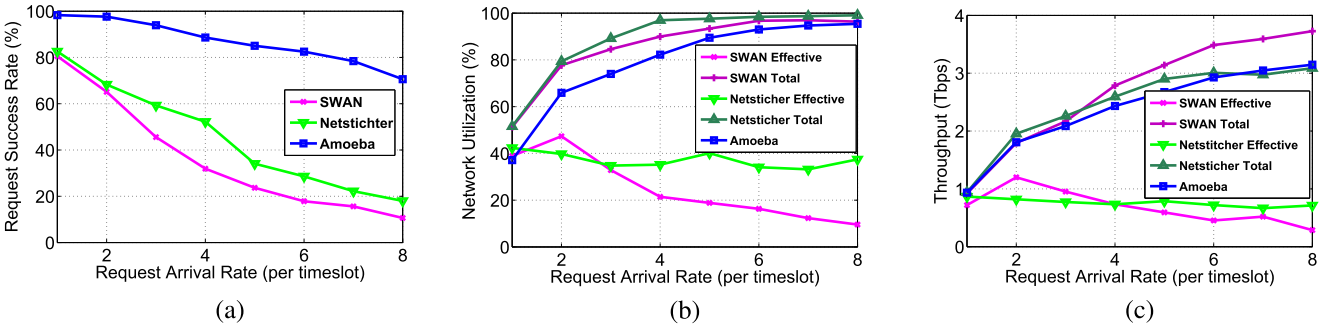 100
80
60
40
20
0
Request Success Rate (%)
SWAN
Netstichter
Amoeba
2
4
6
8
Request Arrival Rate (per timeslot)
(a)
100
80
60
40
20
0
Network Utilization (%)
SWAN Effective
SWAN Total
Netsticher Effective
Netsticher Total
Amoeba
2
4
6
8
Request Arrival Rate (per timeslot)
(b)
4
3
2
1
0
Throughput (Tbps)
SWAN Effective
SWAN Total
Netstitcher Effective
Netsticher Total
Amoeba
2
4
6
8
Request Arrival Rate (per timeslot)
(c)